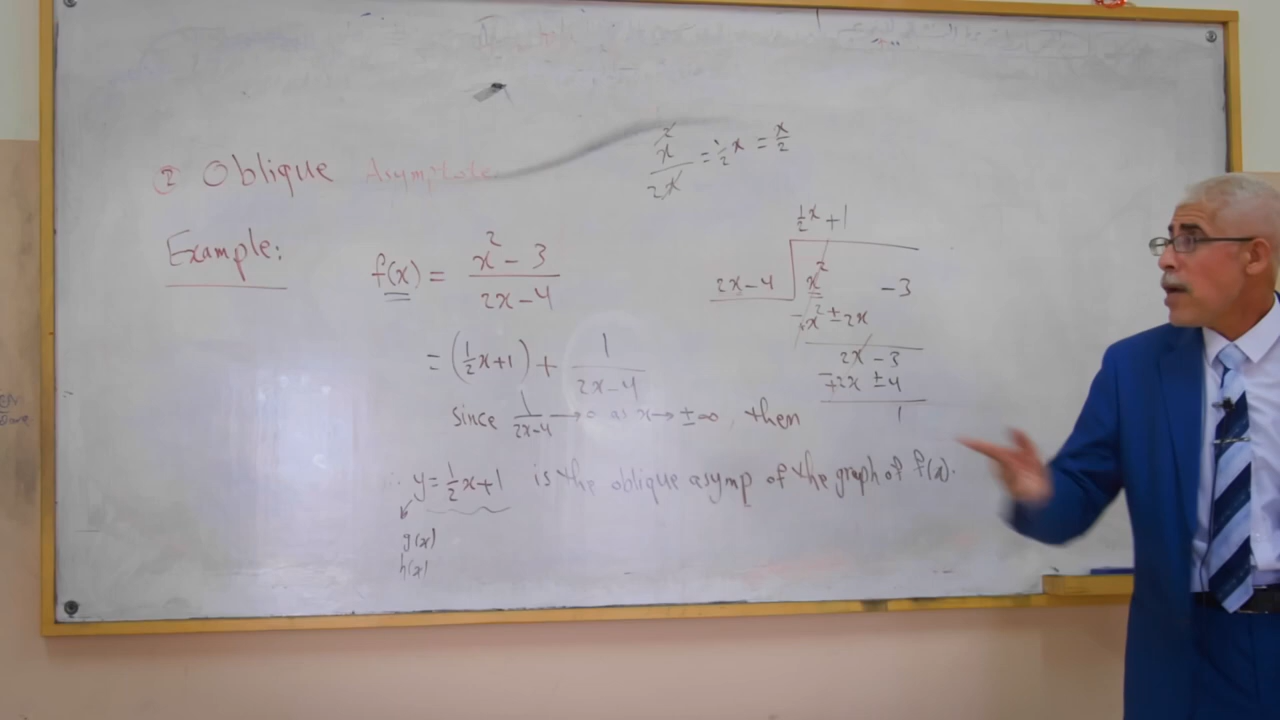 ② Oblique Asymptote
x²/2x = ½x = x/2
Example: f(x) = (x² - 3)/(2x - 4)
= (½x+1) + 1/(2x-4)
since 1/(2x-4) → 0 as x → ±∞, then
∴ y = ½x+1 is the oblique asymp of the graph of f(x).
g(x)
h(x)
½x + 1
2x-4 x² - 3
-x² ± 2x
2x - 3
∓2x ± 4
1